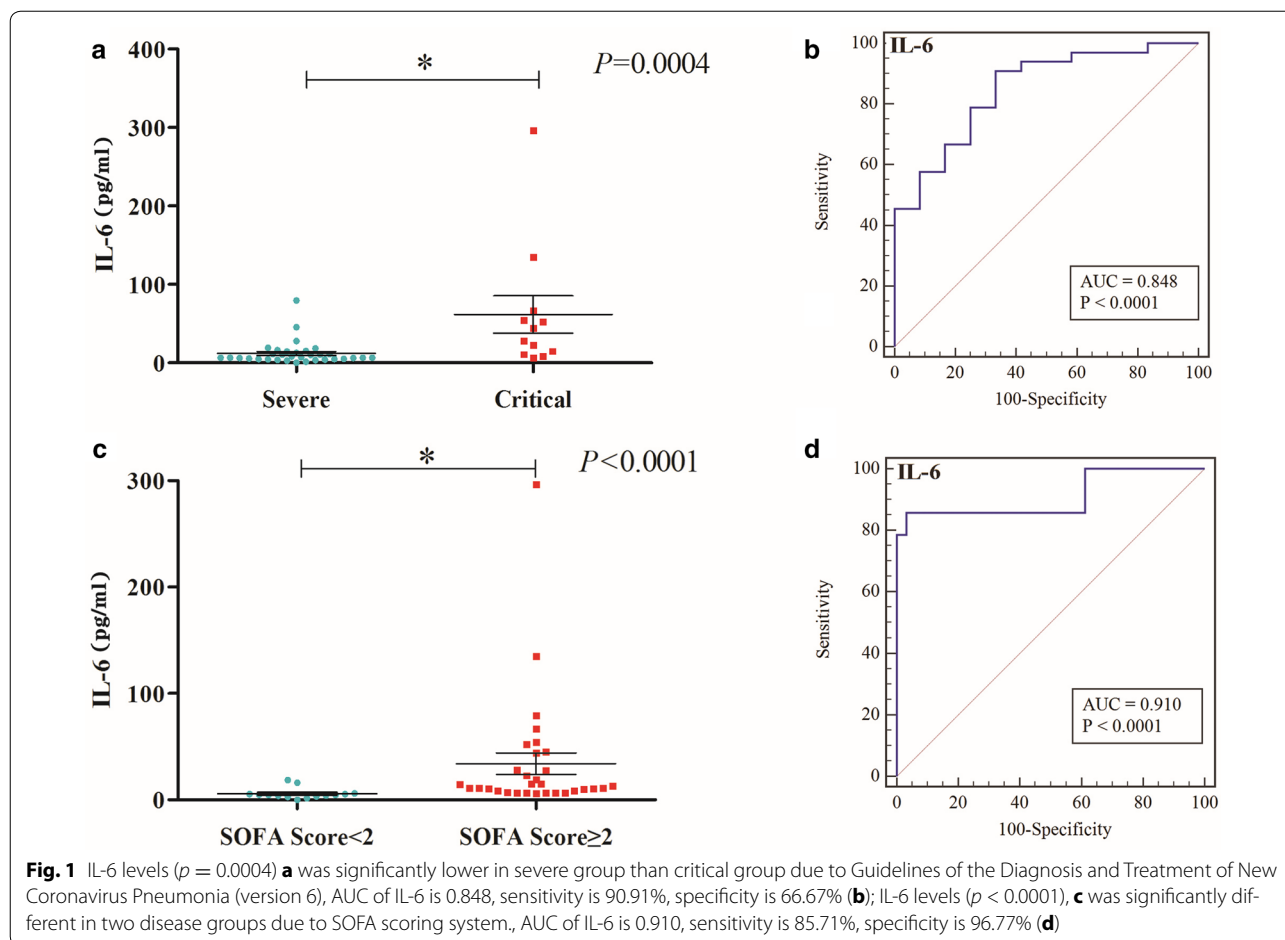 a
400
300
200
100
0
IL-6 (pg/ml)
*
P=0.0004
Severe
Critical
b
IL-6
100
80
60
40
20
0
Sensitivity
AUC = 0.848
P < 0.0001
0 20 40 60 80 100
100-Specificity
c
300
200
100
0
IL-6 (pg/ml)
*
P<0.0001
SOFA Score<2
SOFA Score≥2
d
IL-6
100
80
60
40
20
0
Sensitivity
AUC = 0.910
P < 0.0001
0 20 40 60 80 100
100-Specificity
Fig. 1 IL-6 levels (p = 0.0004) a was significantly lower in severe group than critical group due to Guidelines of the Diagnosis and Treatment of New
Coronavirus Pneumonia (version 6), AUC of IL-6 is 0.848, sensitivity is 90.91%, specificity is 66.67% (b); IL-6 levels (p < 0.0001), c was significantly dif-
ferent in two disease groups due to SOFA scoring system., AUC of IL-6 is 0.910, sensitivity is 85.71%, specificity is 96.77% (d)